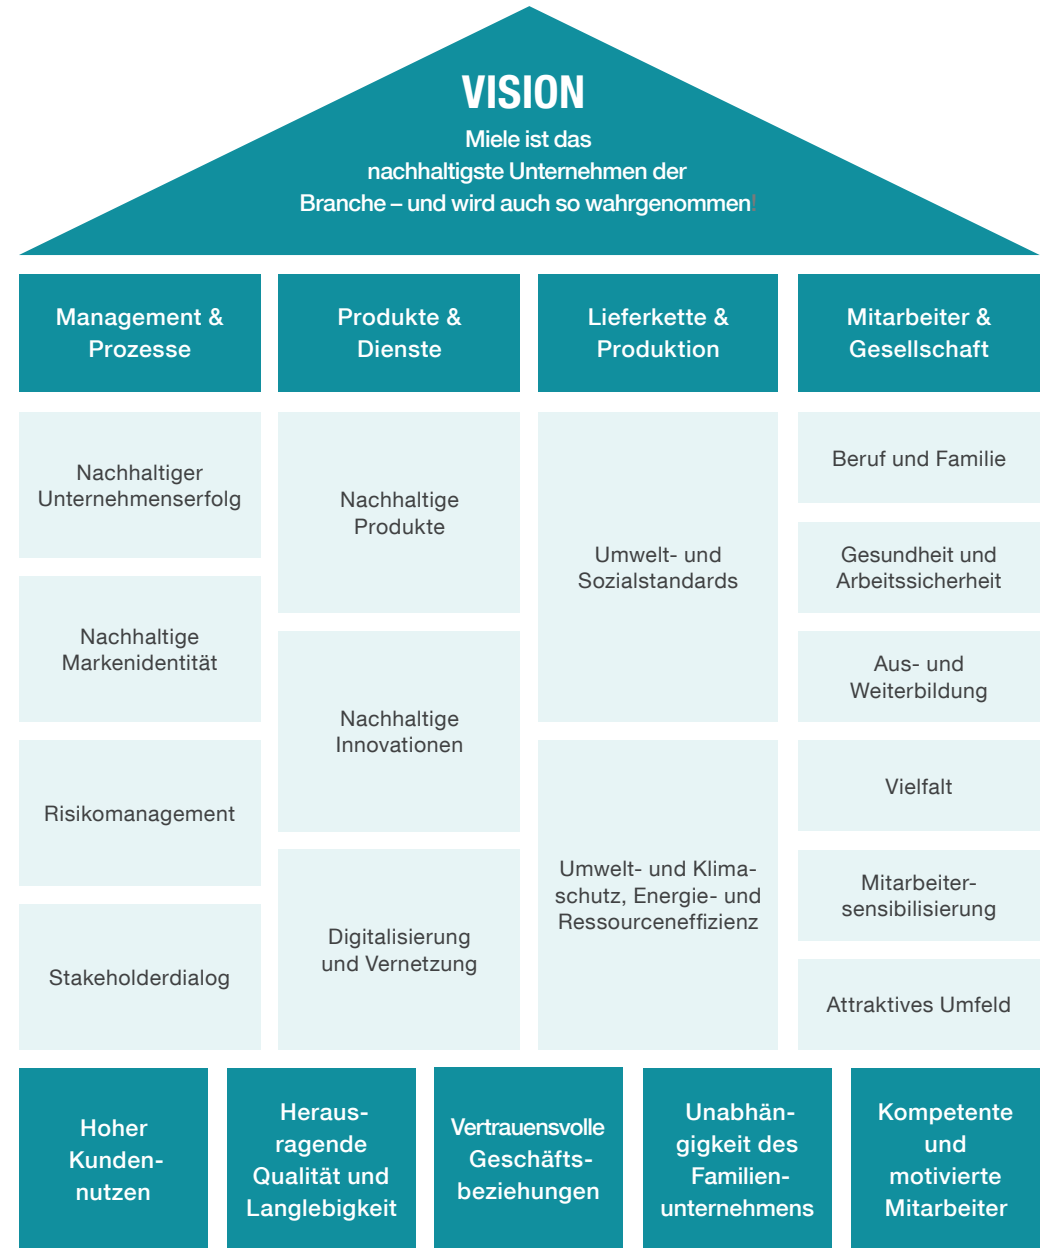 VISION
Miele ist das
nachhaltigste Unternehmen der
Branche – und wird auch so wahrgenommen!
Management &
Prozesse
Produkte &
Dienste
Lieferkette &
Produktion
Mitarbeiter &
Gesellschaft
Nachhaltiger
Unternehmenserfolg
Nachhaltige
Markenidentität
Risikomanagement
Stakeholderdialog
Nachhaltige
Produkte
Nachhaltige
Innovationen
Digitalisierung
und Vernetzung
Umwelt- und
Sozialstandards
Umwelt- und Klima-
schutz, Energie- und
Ressourceneffizienz
Beruf und Familie
Gesundheit und
Arbeitssicherheit
Aus- und
Weiterbildung
Vielfalt
Mitarbeiter-
sensibilisierung
Attraktives Umfeld
Hoher
Kunden-
nutzen
Heraus-
ragende
Qualität und
Langlebigkeit
Vertrauensvolle
Geschäfts-
beziehungen
Unabhän-
gigkeit des
Familien-
unternehmens
Kompetente
und
motivierte
Mitarbeiter